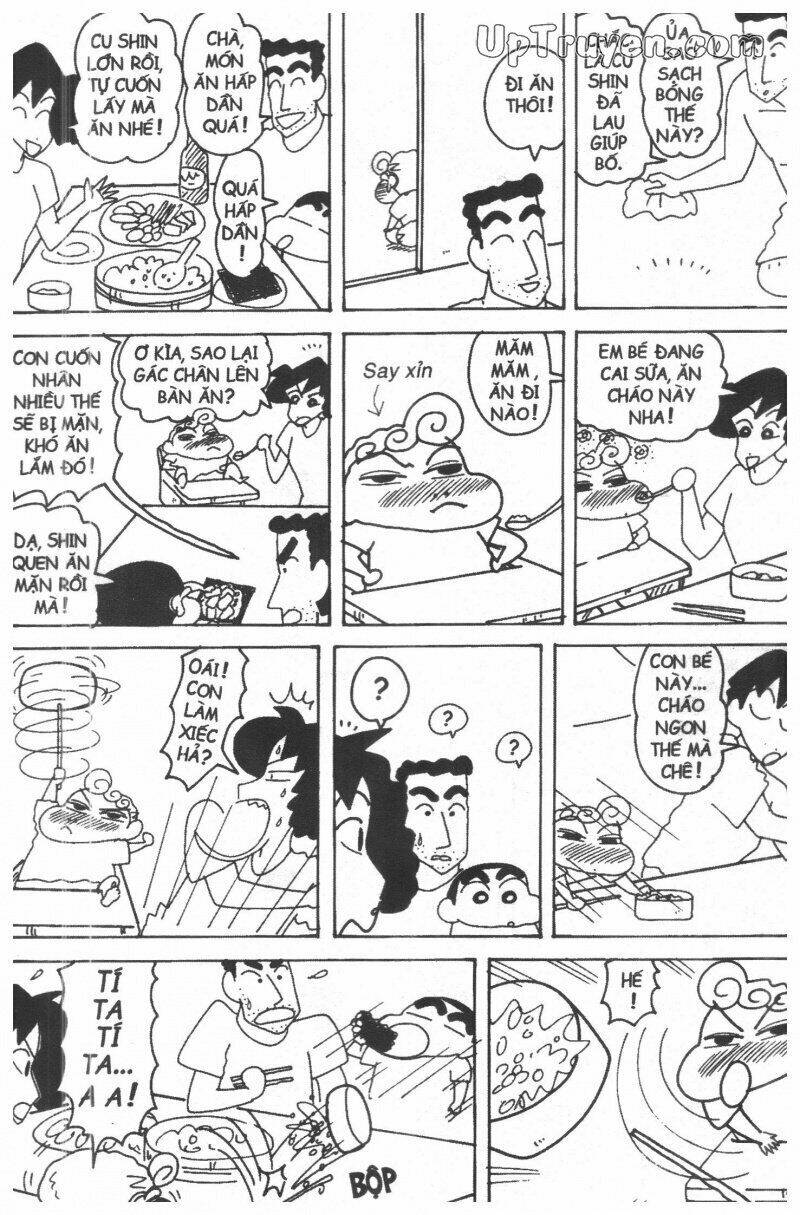 UpTruyen.com
ỦA
SẠCH
BÓNG
THẾ
NÀY?
LÀ CU
SHIN
ĐÃ
LAU
GIÚP
BỐ.
ĐI ĂN
THÔI!
CHÀ,
MÓN
ĂN HẤP
DẪN
QUÁ!
QUÁ
HẤP
DẪN
!
CU SHIN
LỚN RỒI,
TỰ CUỐN
LẤY MÀ
ĂN NHÉ!
EM BÉ ĐANG
CAI SỮA, ĂN
CHÁO NÀY
NHA!
MĂM
MĂM,
ĂN ĐI
NÀO!
Say xỉn
Ơ KÌA, SAO LẠI
GÁC CHÂN LÊN
BÀN ĂN?
CON CUỐN
NHÂN
NHIỀU THẾ
SẼ BỊ MẶN,
KHÓ ĂN
LẮM ĐÓ!
DẠ, SHIN
QUEN ĂN
MẶN RỒI
MÀ!
CON BÉ
NÀY...
CHÁO
NGON
THẾ MÀ
CHÊ!
?
?
?
OÁI!
CON
LÀM
XIẾC
HẢ?
HẾ
!
TÍ
TA
TÍ
TA...
A A!
BỘP